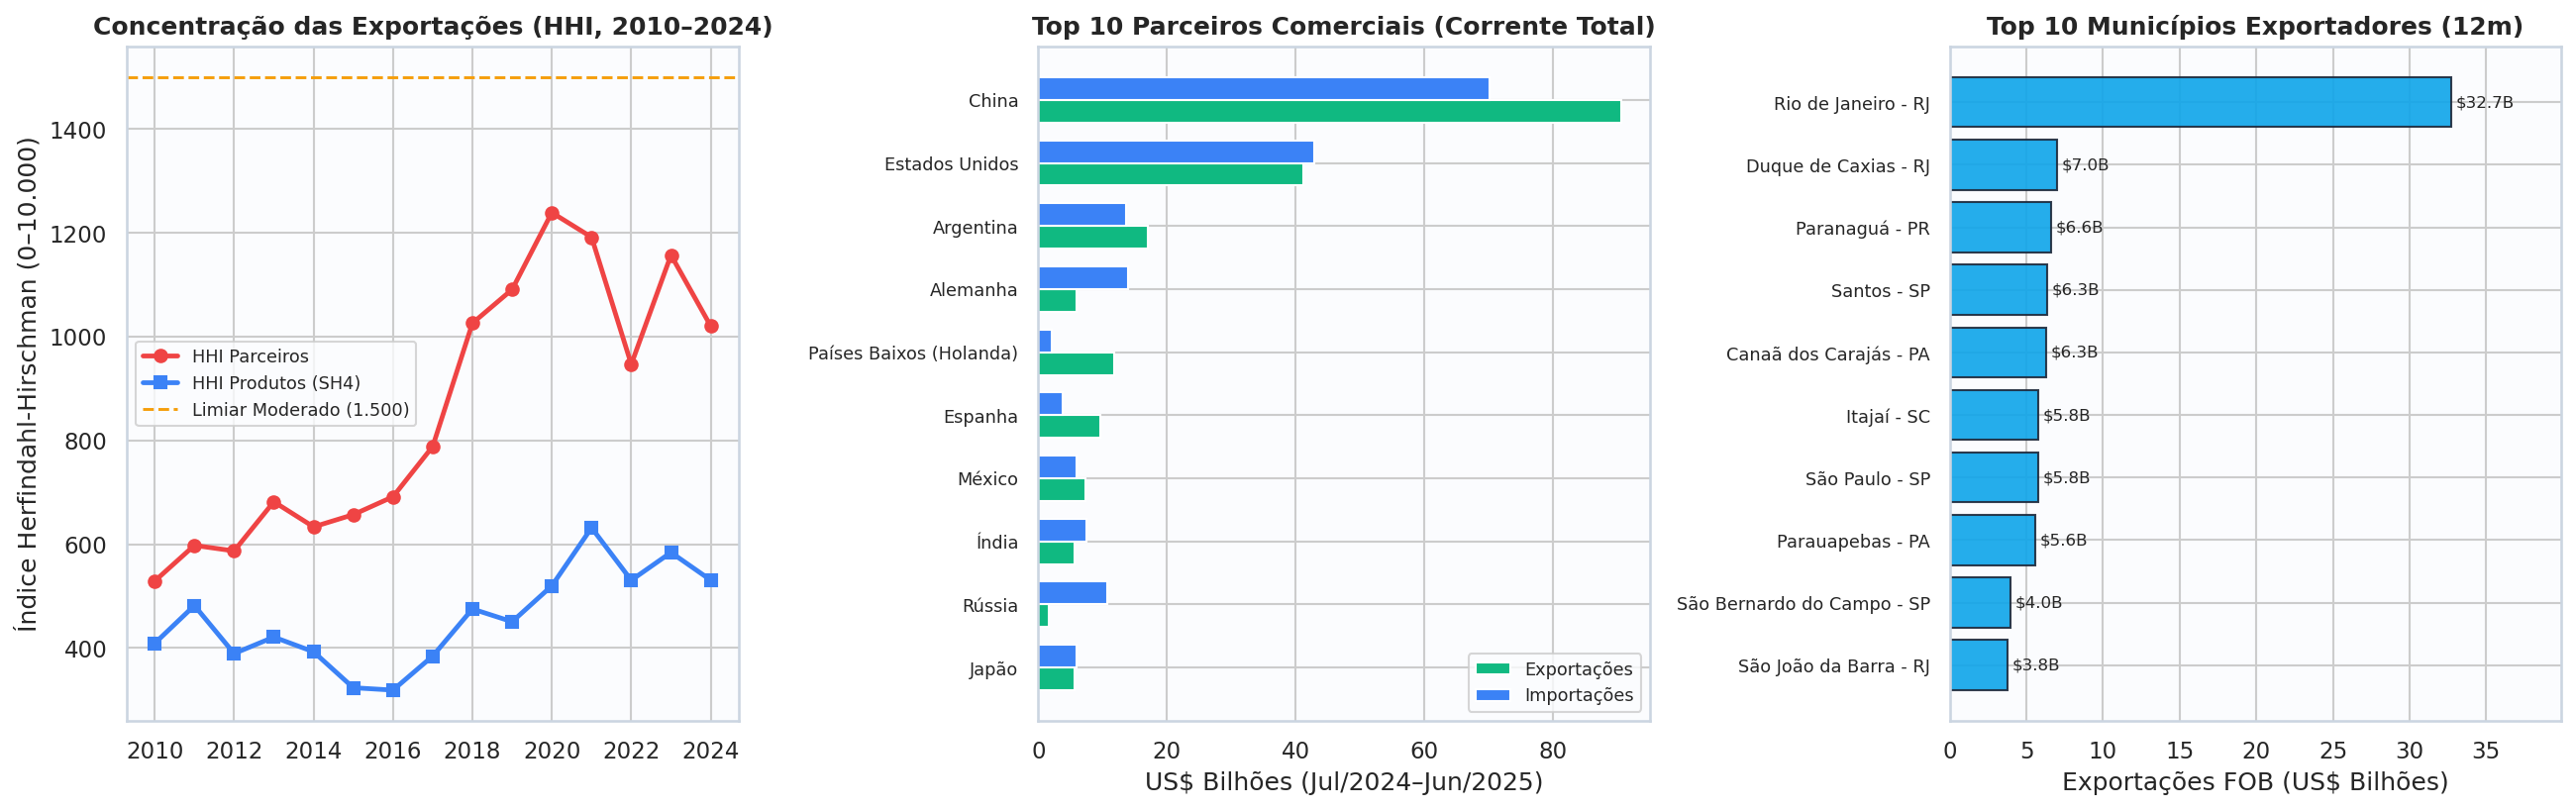 Concentração das Exportações (HHI, 2010–2024)
Índice Herfindahl-Hirschman (0–10.000)
1400
1200
1000
800
600
400
HHI Parceiros
HHI Produtos (SH4)
Limiar Moderado (1.500)
2010 2012 2014 2016 2018 2020 2022 2024
Top 10 Parceiros Comerciais (Corrente Total)
China
Estados Unidos
Argentina
Alemanha
Países Baixos (Holanda)
Espanha
México
Índia
Rússia
Japão
Exportações
Importações
0 20 40 60 80
US$ Bilhões (Jul/2024–Jun/2025)
Top 10 Municípios Exportadores (12m)
Rio de Janeiro - RJ $32.7B
Duque de Caxias - RJ $7.0B
Paranaguá - PR $6.6B
Santos - SP $6.3B
Canaã dos Carajás - PA $6.3B
Itajaí - SC $5.8B
São Paulo - SP $5.8B
Parauapebas - PA $5.6B
São Bernardo do Campo - SP $4.0B
São João da Barra - RJ $3.8B
0 5 10 15 20 25 30 35
Exportações FOB (US$ Bilhões)